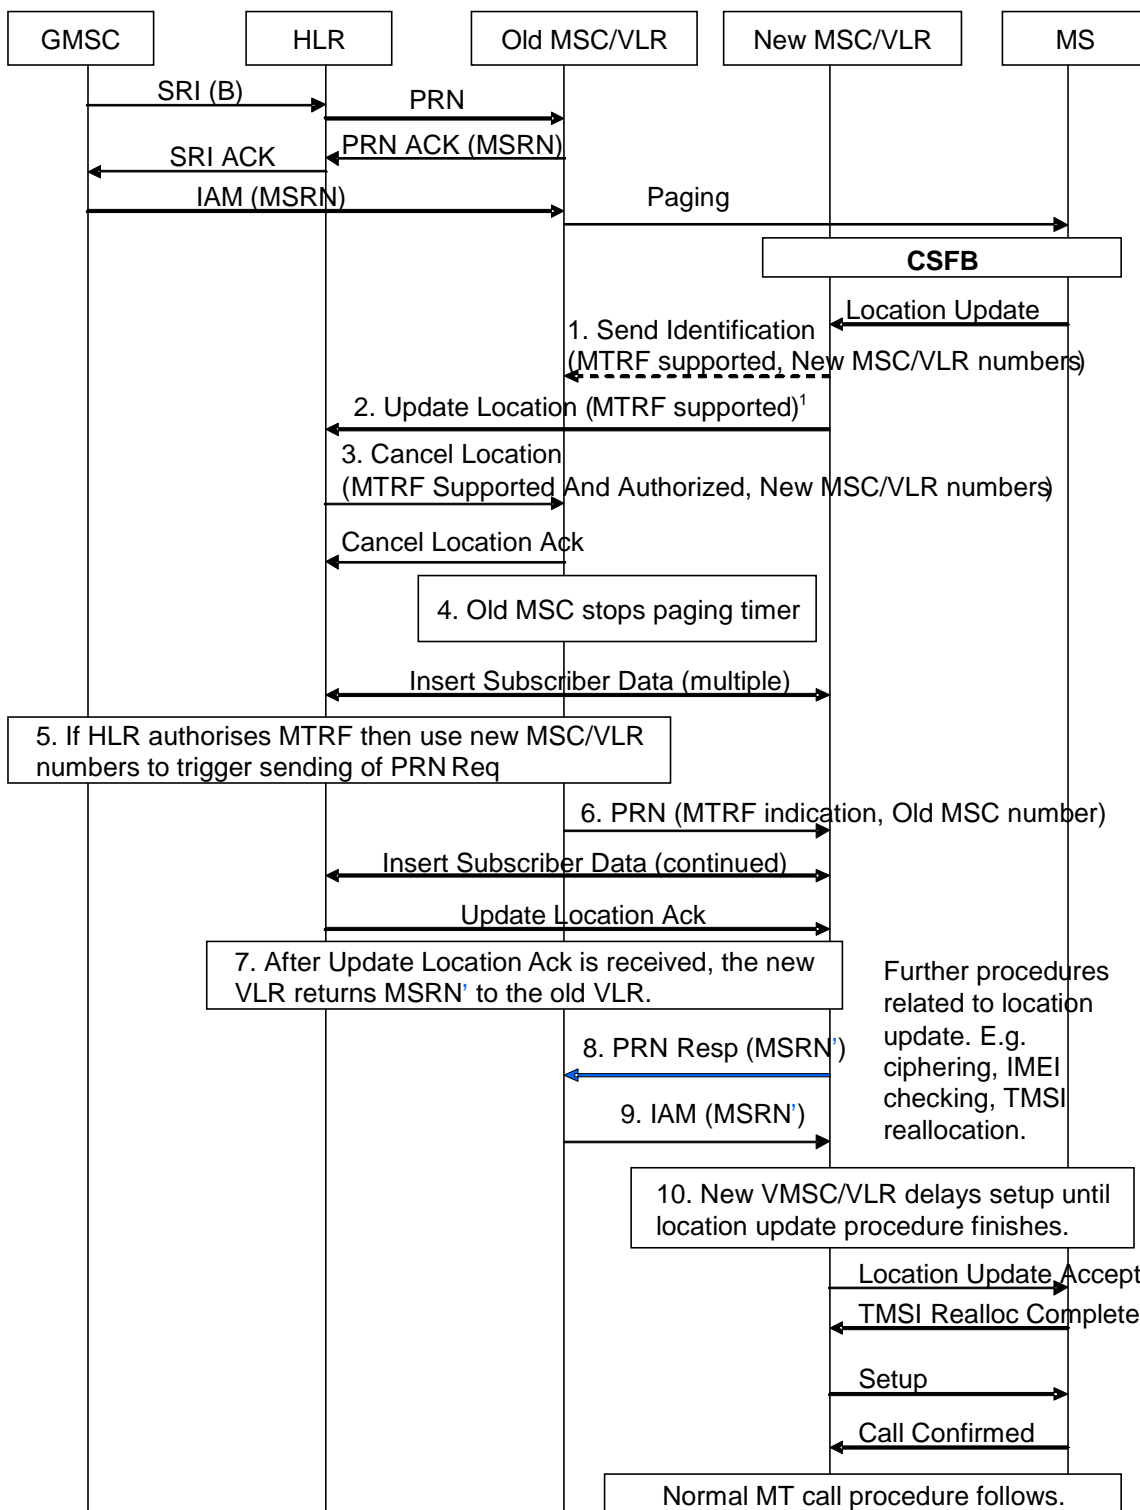 GMSC
HLR
Old MSC/VLR
New MSC/VLR
MS
SRI (B)
PRN
PRN ACK (MSRN)
SRI ACK
IAM (MSRN)
Paging
CSFB
Location Update
1. Send Identification
(MTRF supported, New MSC/VLR numbers)
2. Update Location (MTRF supported)¹
3. Cancel Location
(MTRF Supported And Authorized, New MSC/VLR numbers)
Cancel Location Ack
4. Old MSC stops paging timer
Insert Subscriber Data (multiple)
5. If HLR authorises MTRF then use new MSC/VLR
numbers to trigger sending of PRN Req
6. PRN (MTRF indication, Old MSC number)
Insert Subscriber Data (continued)
Update Location Ack
7. After Update Location Ack is received, the new
VLR returns MSRN’ to the old VLR.
Further procedures
related to location
update. E.g.
ciphering, IMEI
checking, TMSI
reallocation.
8. PRN Resp (MSRN’)
9. IAM (MSRN’)
10. New VMSC/VLR delays setup until
location update procedure finishes.
Location Update Accept
TMSI Realloc Complete
Setup
Call Confirmed
Normal MT call procedure follows.